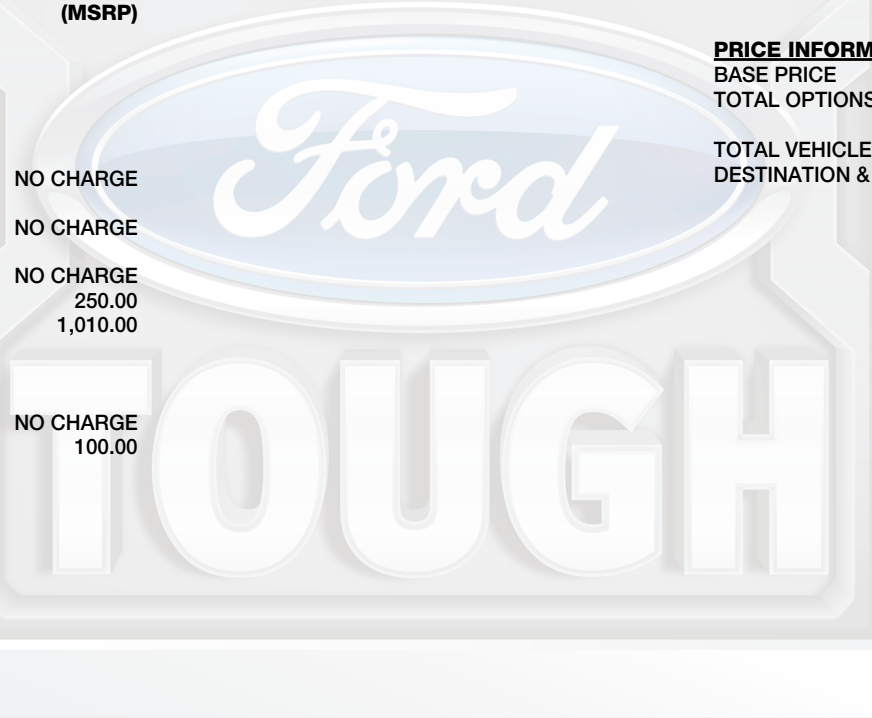 (MSRP)
PRICE INFORM
BASE PRICE
TOTAL OPTIONS
TOTAL VEHICLE
DESTINATION &
NO CHARGE
NO CHARGE
NO CHARGE
250.00
1,010.00
NO CHARGE
100.00
Ford
TOUGH